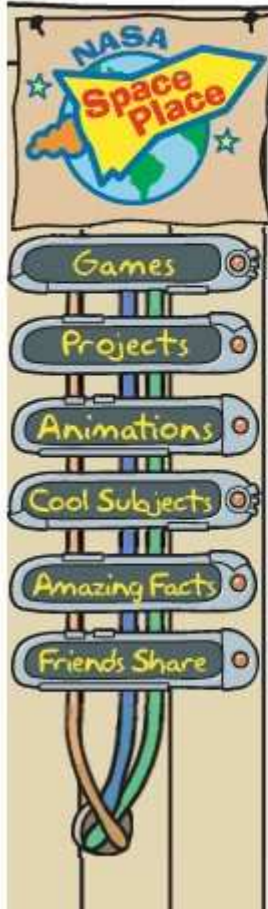 NASA
Space
Place
Games
Projects
Animations
Cool Subjects
Amazing Facts
Friends Share